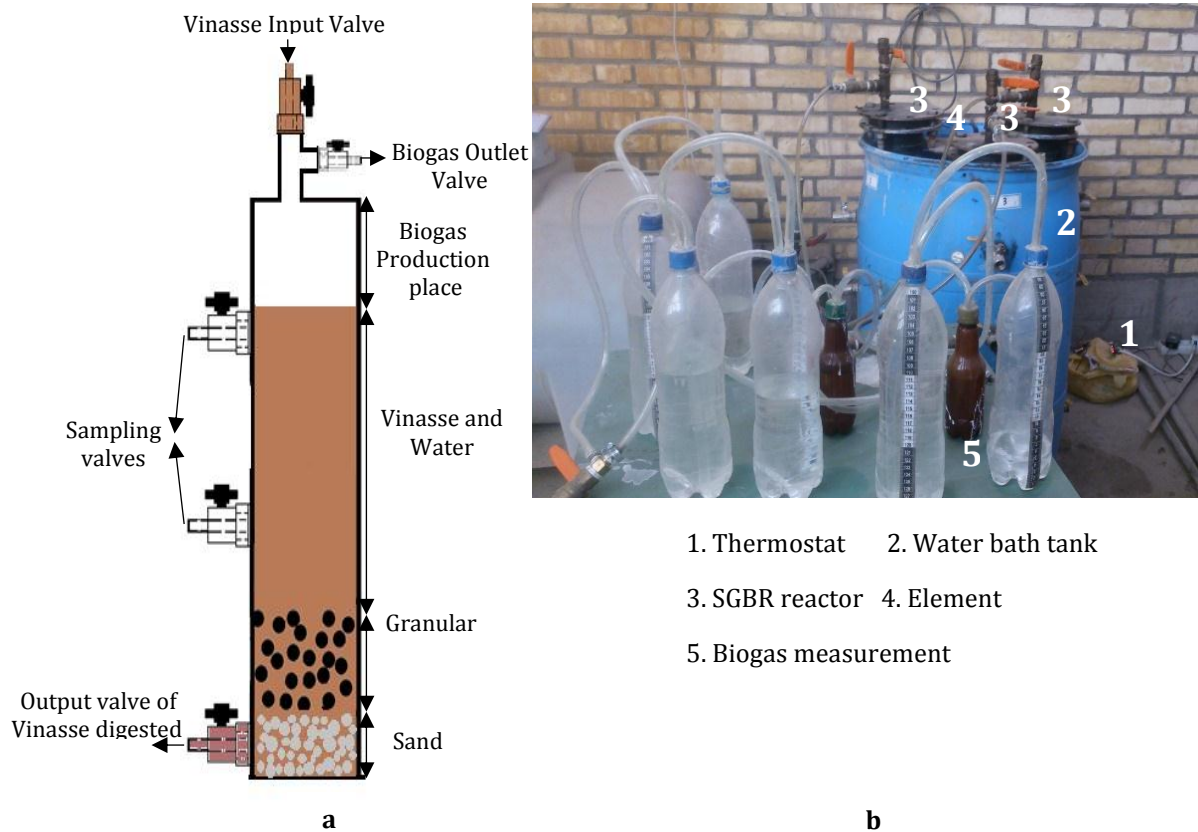 Vinasse Input Valve
Biogas Outlet
Valve
Biogas
Production
place
Sampling
valves
Vinasse and
Water
Granular
Output valve of
Vinasse digested
Sand
a
3
3
4
3
2
1
5
1. Thermostat 2. Water bath tank
3. SGBR reactor 4. Element
5. Biogas measurement
b